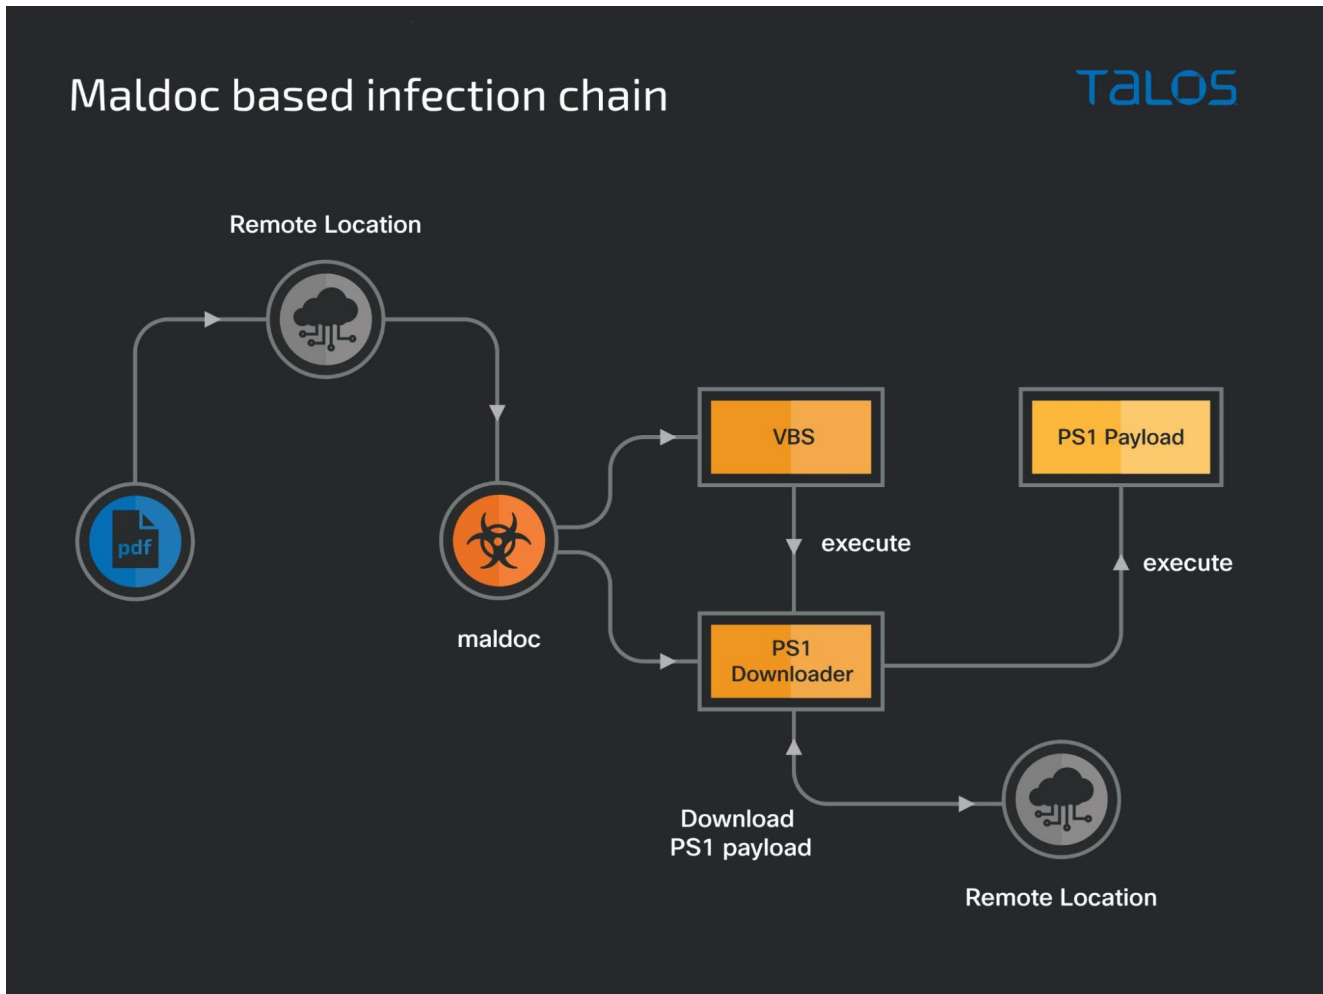 Maldoc based infection chain
TALOS
Remote Location
pdf
maldoc
VBS
execute
PS1
Downloader
PS1 Payload
execute
Download
PS1 payload
Remote Location